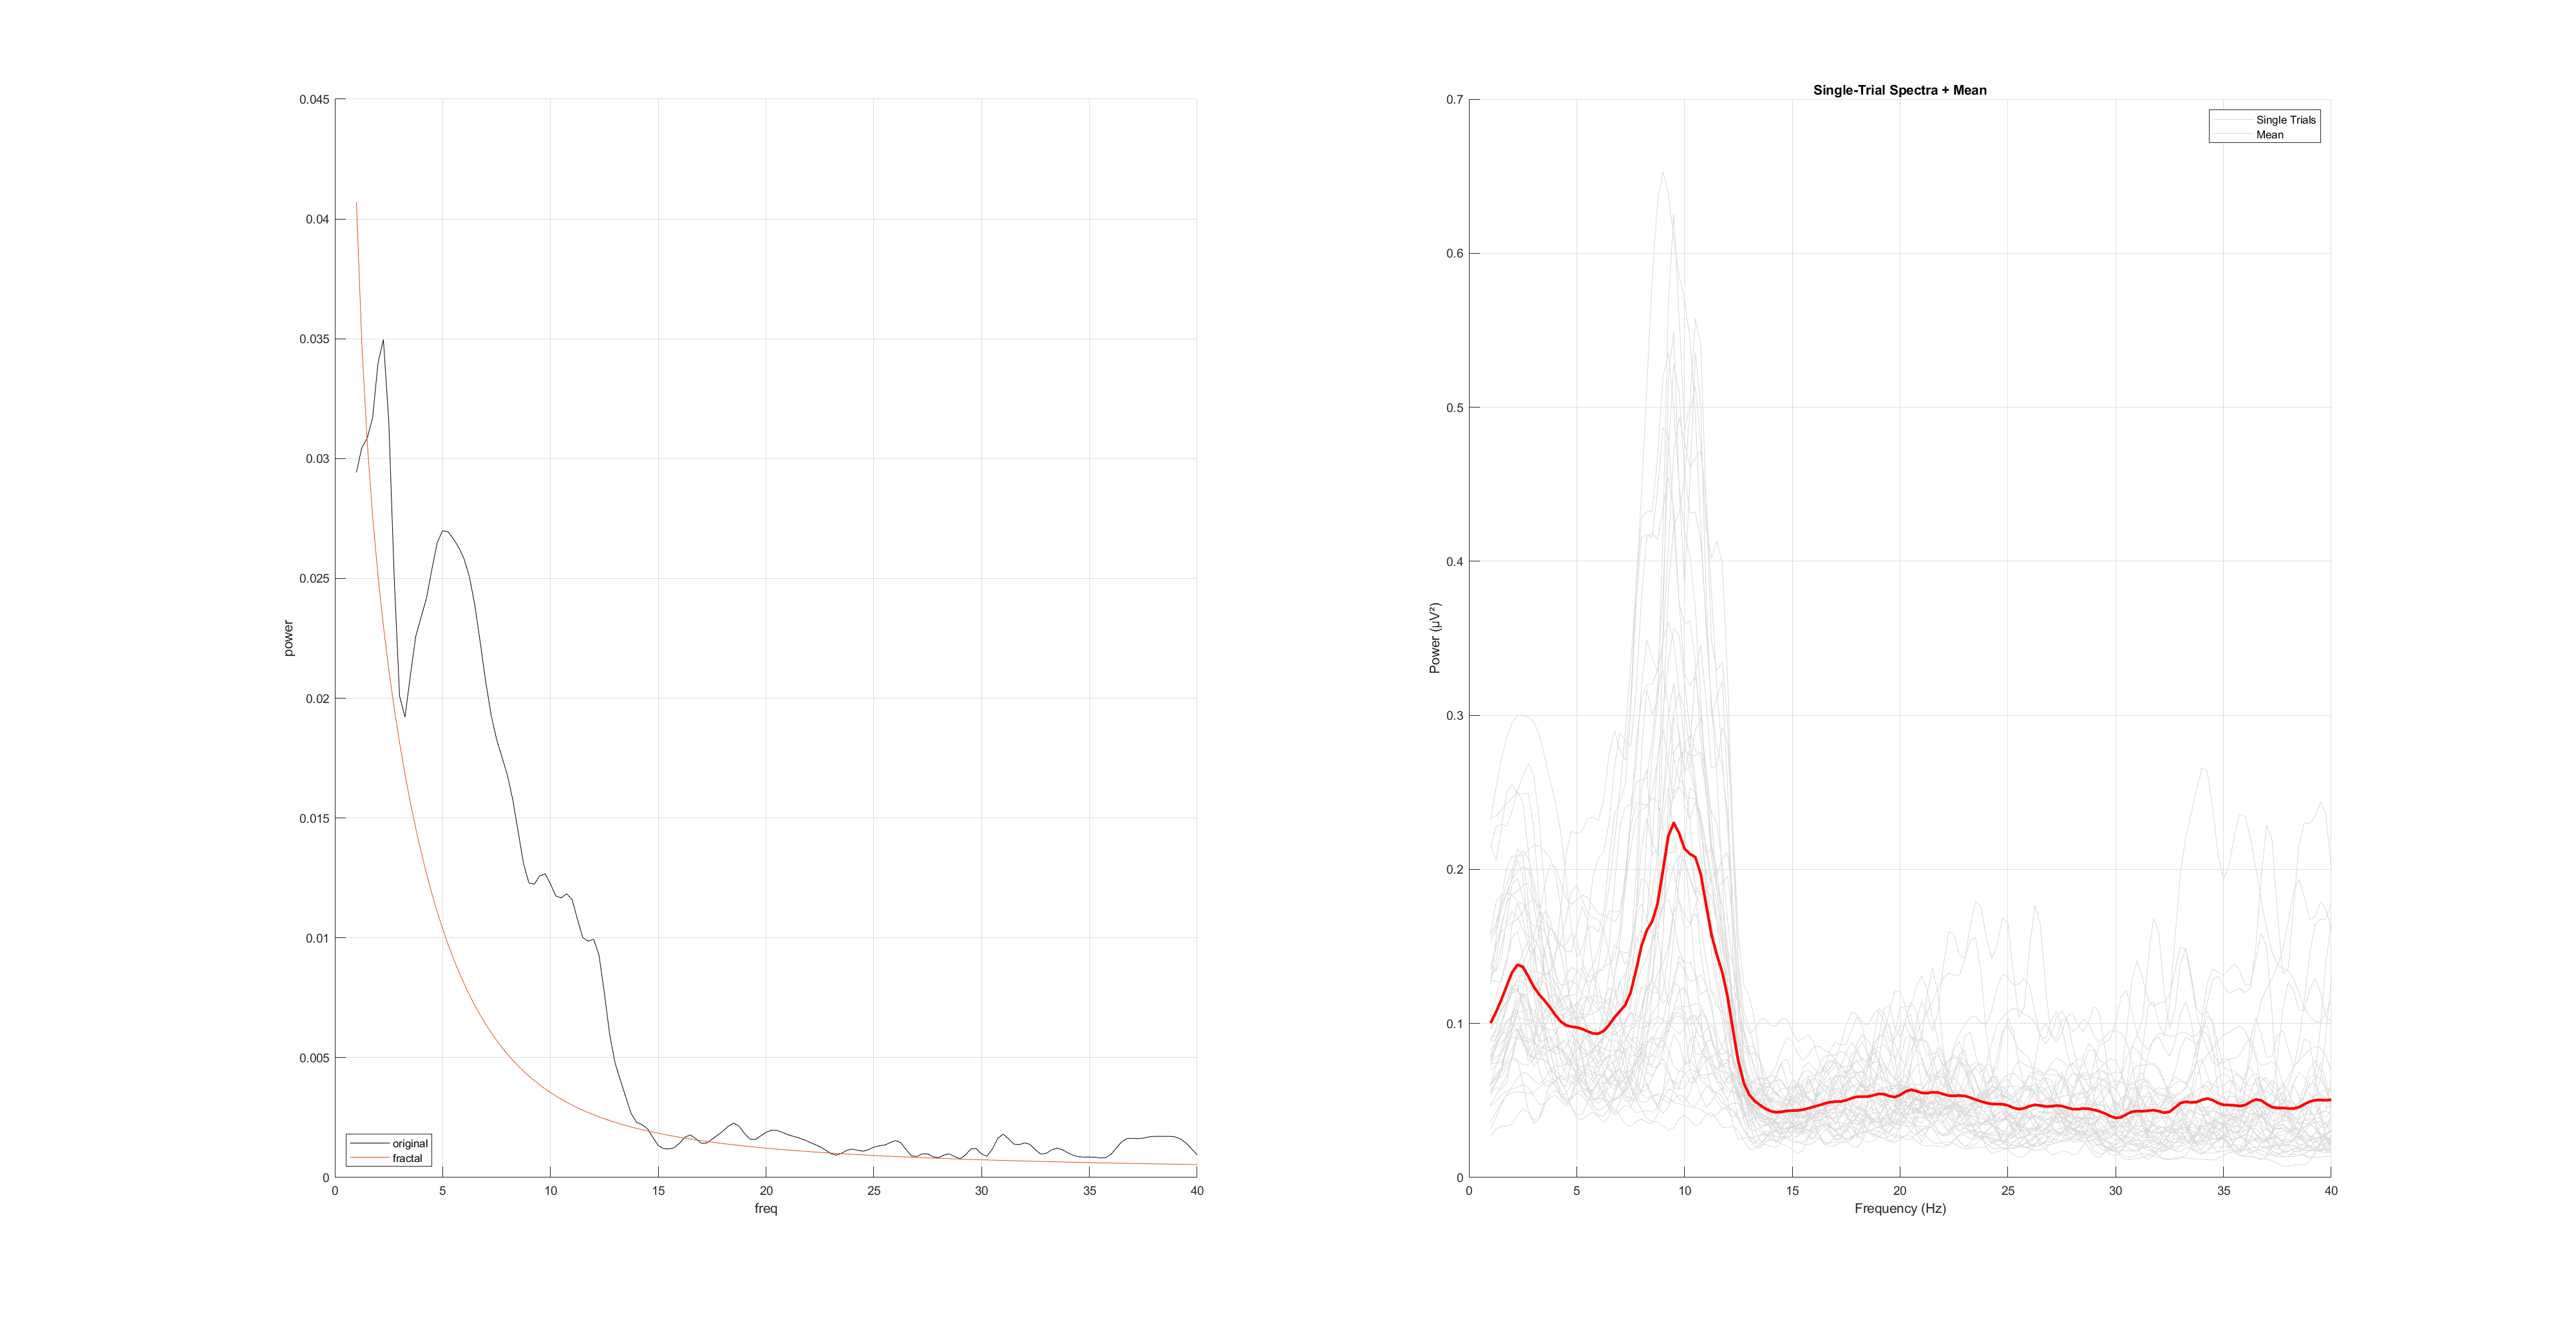 0.045
0.04
0.035
0.03
0.025
0.02
0.015
0.01
0.005
0
power
original
fractal
0 5 10 15 20 25 30 35 40
freq
Single-Trial Spectra + Mean
Single Trials
Mean
0.7
0.6
0.5
0.4
0.3
0.2
0.1
0
Power (µV²)
0 5 10 15 20 25 30 35 40
Frequency (Hz)